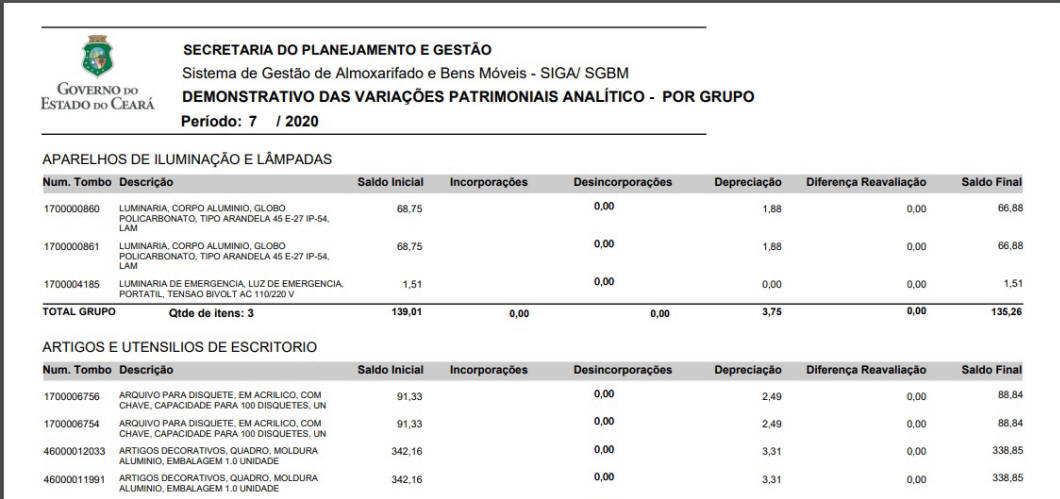 GOVERNO DO
ESTADO DO CEARÁ
SECRETARIA DO PLANEJAMENTO E GESTÃO
Sistema de Gestão de Almoxarifado e Bens Móveis - SIGA/ SGBM
DEMONSTRATIVO DAS VARIAÇÕES PATRIMONIAIS ANALÍTICO - POR GRUPO
Período: 7 / 2020
APARELHOS DE ILUMINAÇÃO E LÂMPADAS
Num. Tombo Descrição Saldo Inicial Incorporações Desincorporações Depreciação Diferença Reavaliação Saldo Final
1700000860 LUMINARIA, CORPO ALUMINIO, GLOBO 68,75 0,00 1,88 0,00 66,88
POLICARBONATO, TIPO ARANDELA 45 E-27 IP-54,
LAM
1700000861 LUMINARIA, CORPO ALUMINIO, GLOBO 68,75 0,00 1,88 0,00 66,88
POLICARBONATO, TIPO ARANDELA 45 E-27 IP-54,
LAM
1700004185 LUMINARIA DE EMERGENCIA, LUZ DE EMERGENCIA, 1,51 0,00 0,00 0,00 1,51
PORTATIL, TENSAO BIVOLT AC 110/220 V
TOTAL GRUPO Qtde de itens: 3 139,01 0,00 0,00 3,75 0,00 135,26
ARTIGOS E UTENSILIOS DE ESCRITORIO
Num. Tombo Descrição Saldo Inicial Incorporações Desincorporações Depreciação Diferença Reavaliação Saldo Final
1700006756 ARQUIVO PARA DISQUETE, EM ACRILICO, COM 91,33 0,00 2,49 0,00 88,84
CHAVE, CAPACIDADE PARA 100 DISQUETES, UN
1700006754 ARQUIVO PARA DISQUETE, EM ACRILICO, COM 91,33 0,00 2,49 0,00 88,84
CHAVE, CAPACIDADE PARA 100 DISQUETES, UN
46000012033 ARTIGOS DECORATIVOS, QUADRO, MOLDURA 342,16 0,00 3,31 0,00 338,85
ALUMINIO, EMBALAGEM 1.0 UNIDADE
46000011991 ARTIGOS DECORATIVOS, QUADRO, MOLDURA 342,16 0,00 3,31 0,00 338,85
ALUMINIO, EMBALAGEM 1.0 UNIDADE